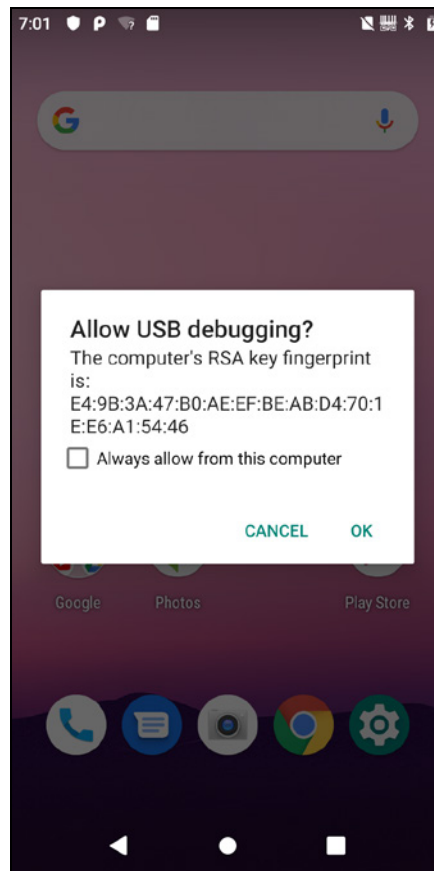 7:01
Allow USB debugging?
The computer's RSA key fingerprint
is:
E4:9B:3A:47:B0:AE:EF:BE:AB:D4:70:1
E:E6:A1:54:46
Always allow from this computer
CANCEL OK
Google Photos Play Store